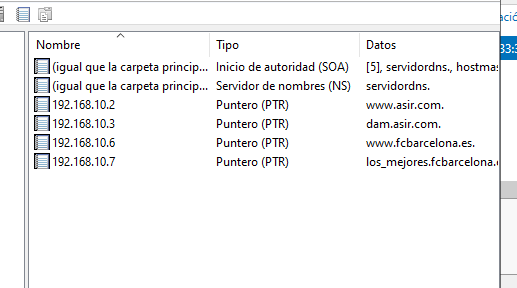 ació
Nombre Tipo Datos
33:3
(igual que la carpeta princip... Inicio de autoridad (SOA) [5], servidordns., hostmas
(igual que la carpeta princip... Servidor de nombres (NS) servidordns.
192.168.10.2 Puntero (PTR) www.asir.com.
192.168.10.3 Puntero (PTR) dam.asir.com.
192.168.10.6 Puntero (PTR) www.fcbarcelona.es.
192.168.10.7 Puntero (PTR) los_mejores.fcbarcelona.